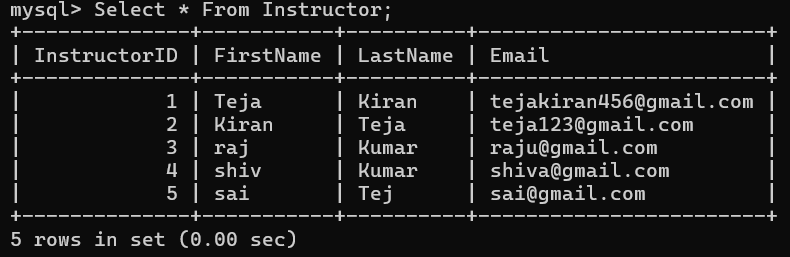 mysql> Select * From Instructor;
+--------------+-----------+----------+------------------------+
| InstructorID | FirstName | LastName | Email                  |
+--------------+-----------+----------+------------------------+
|            1 | Teja      | Kiran    | tejakiran456@gmail.com |
|            2 | Kiran     | Teja     | teja123@gmail.com      |
|            3 | raj       | Kumar    | raju@gmail.com         |
|            4 | shiv      | Kumar    | shiva@gmail.com        |
|            5 | sai       | Tej      | sai@gmail.com          |
+--------------+-----------+----------+------------------------+
5 rows in set (0.00 sec)